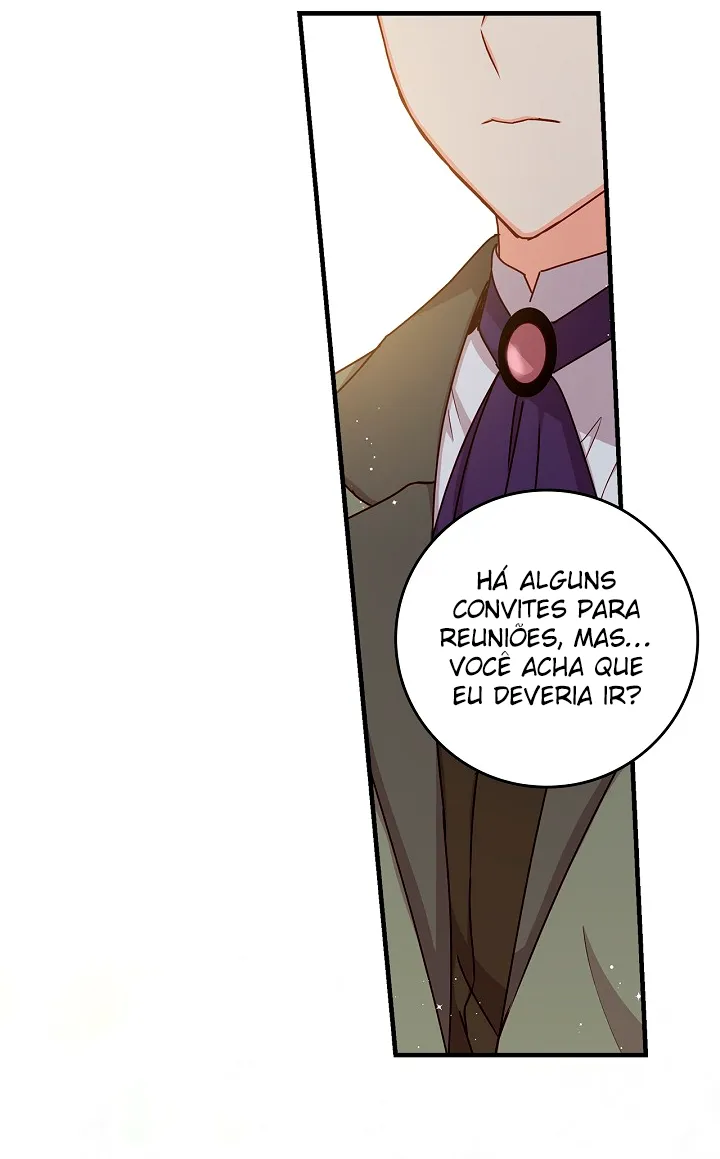 HÁ ALGUNS
CONVITES PARA
REUNIÕES, MAS...
VOCÊ ACHA QUE
EU DEVERIA IR?